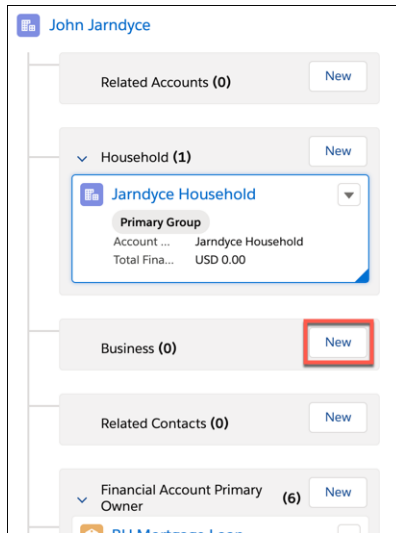 John Jarndyce
Related Accounts (0) New
Household (1) New
Jarndyce Household
Primary Group
Account ... Jarndyce Household
Total Fina... USD 0.00
Business (0) New
Related Contacts (0) New
Financial Account Primary
Owner (6) New